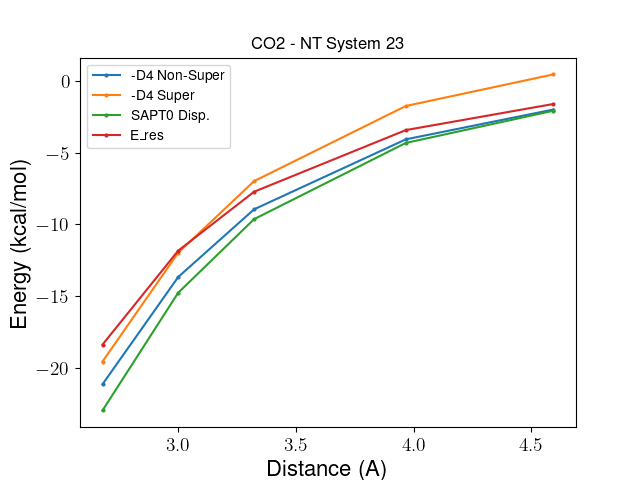 CO2 - NT System 23
-D4 Non-Super
-D4 Super
SAPT0 Disp.
E_res
0
−5
−10
−15
−20
Energy (kcal/mol)
3.0 3.5 4.0 4.5
Distance (A)